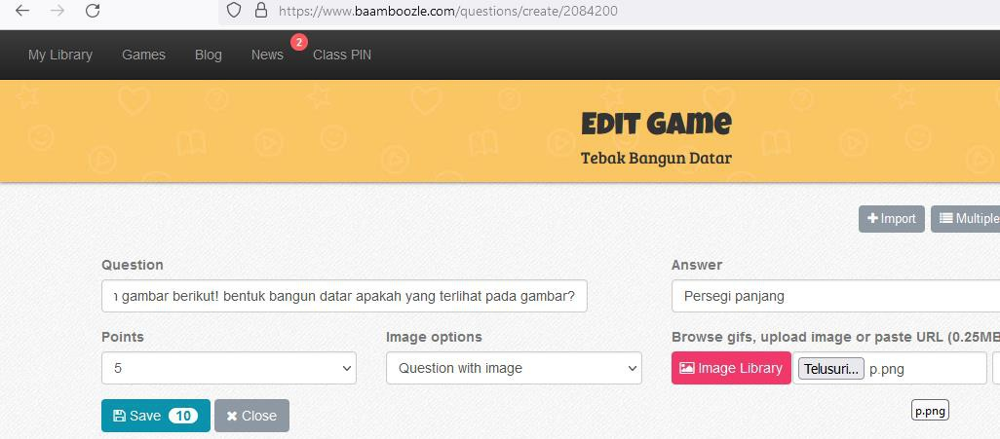 https://www.baamboozle.com/questions/create/2084200
My Library Games Blog News 2 Class PIN
EDIT GAME
Tebak Bangun Datar
Import Multiple
Question Answer
gambar berikut! bentuk bangun datar apakah yang terlihat pada gambar? Persegi panjang
Points Image options Browse gifs, upload image or paste URL (0.25MB
5 Question with image Image Library Telusuri... p.png
Save 10 Close p.png